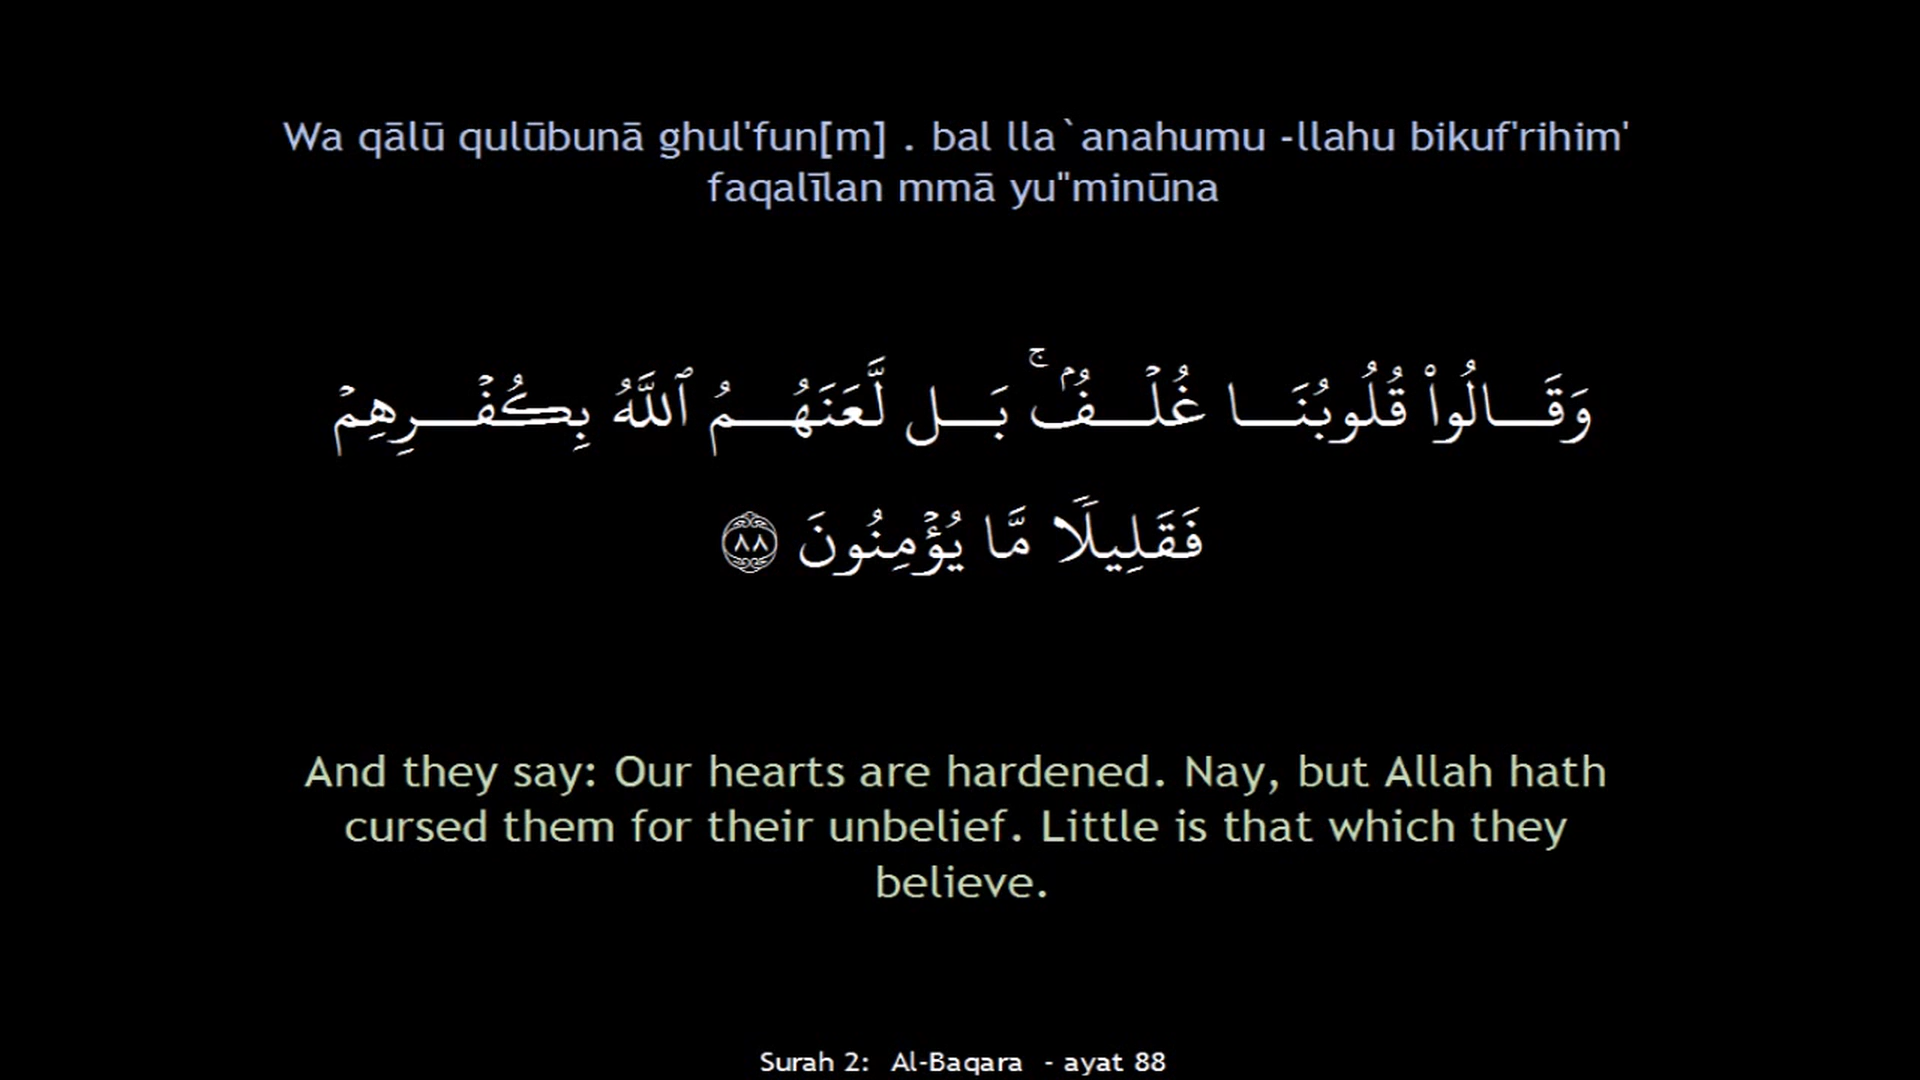 Wa qālū qulūbunā ghul'fun[m] . bal lla`anahumu -llahu bikuf'rihim'
faqalīlan mmā yu"minūna
وَقَالُوا۟ قُلُوبُنَا غُلْفٌۢ ۚ بَل لَّعَنَهُمُ ٱللَّهُ بِكُفْرِهِمْ
فَقَلِيلًا مَّا يُؤْمِنُونَ ٨٨
And they say: Our hearts are hardened. Nay, but Allah hath
cursed them for their unbelief. Little is that which they
believe.
Surah 2: Al-Baqara - ayat 88